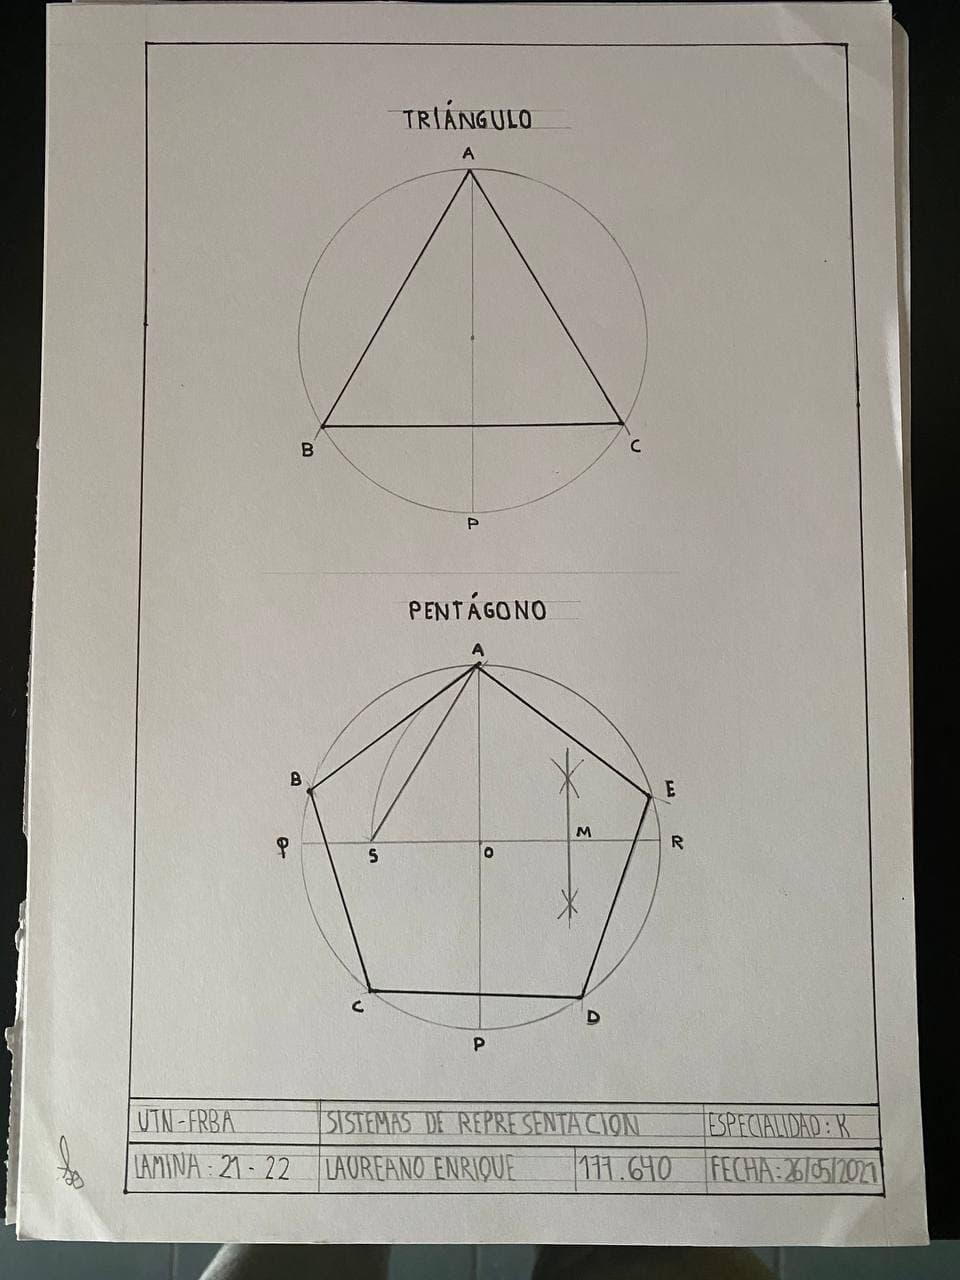 TRIÁNGULO
A
B
C
P
PENTÁGONO
A
B
E
M
S
O
R
C
D
P
UTN-FRBA
SISTEMAS DE REPRESENTACION
ESPECIALIDAD: K
LAMINA: 21-22
LAUREANO ENRIQUE
177.640
FECHA: 26/05/2021